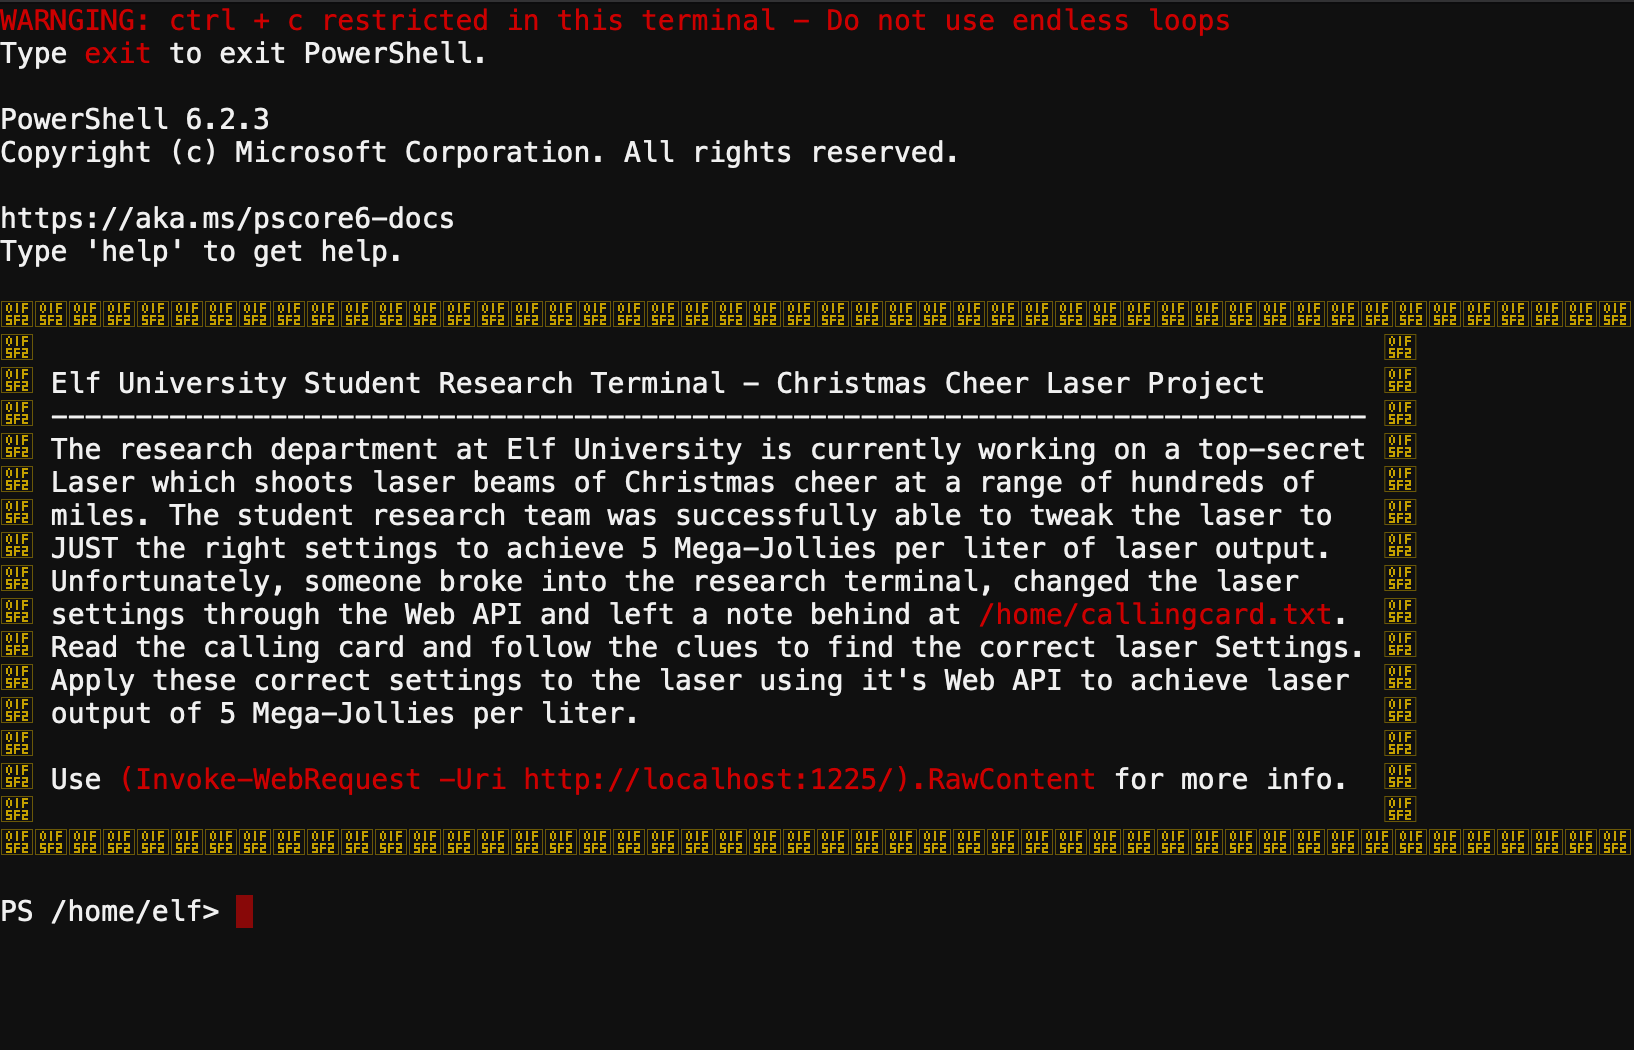 WARNGING: ctrl + c restricted in this terminal - Do not use endless loops
Type exit to exit PowerShell.
PowerShell 6.2.3
Copyright (c) Microsoft Corporation. All rights reserved.
https://aka.ms/pscore6-docs
Type 'help' to get help.
Elf University Student Research Terminal - Christmas Cheer Laser Project
------------------------------------------------------------------------------
The research department at Elf University is currently working on a top-secret
Laser which shoots laser beams of Christmas cheer at a range of hundreds of
miles. The student research team was successfully able to tweak the laser to
JUST the right settings to achieve 5 Mega-Jollies per liter of laser output.
Unfortunately, someone broke into the research terminal, changed the laser
settings through the Web API and left a note behind at /home/callingcard.txt.
Read the calling card and follow the clues to find the correct laser Settings.
Apply these correct settings to the laser using it's Web API to achieve laser
output of 5 Mega-Jollies per liter.
Use (Invoke-WebRequest -Uri http://localhost:1225/).RawContent for more info.
PS /home/elf>